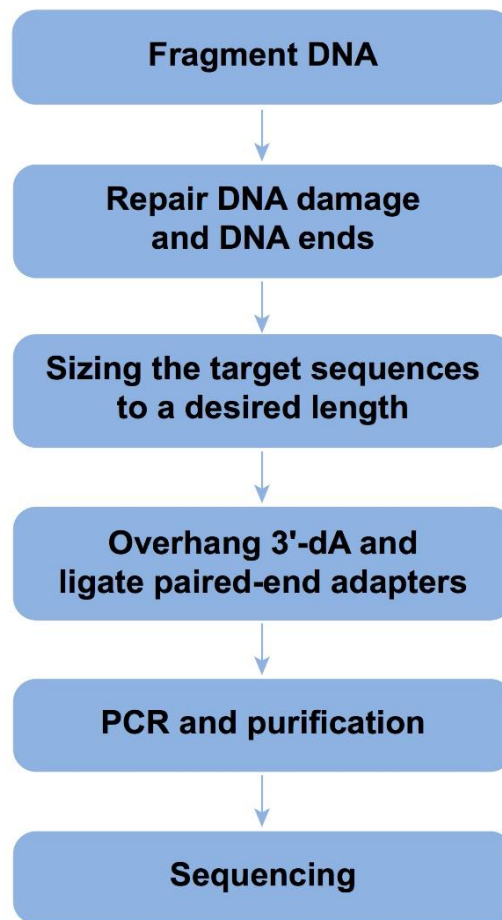 Fragment DNA
Repair DNA damage
and DNA ends
Sizing the target sequences
to a desired length
Overhang 3'-dA and
ligate paired-end adapters
PCR and purification
Sequencing